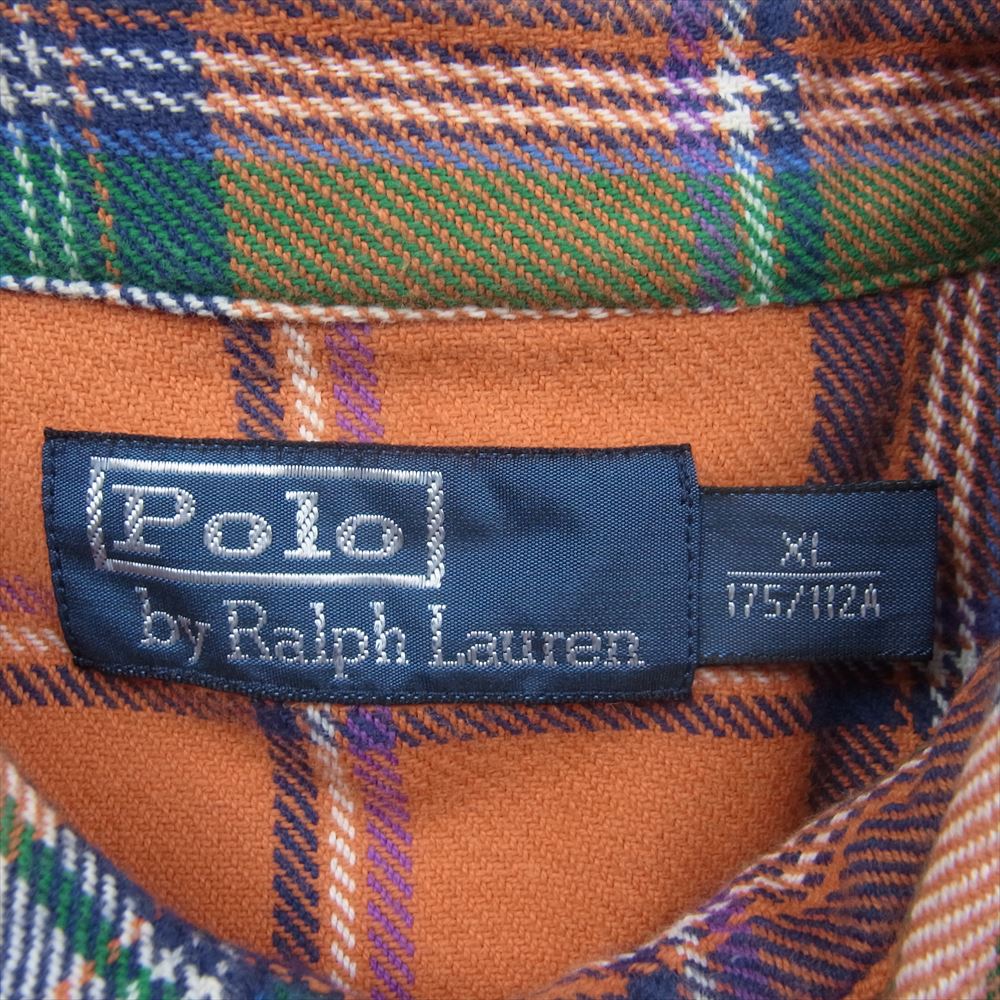 Polo
by Ralph Lauren
XL
175/112A